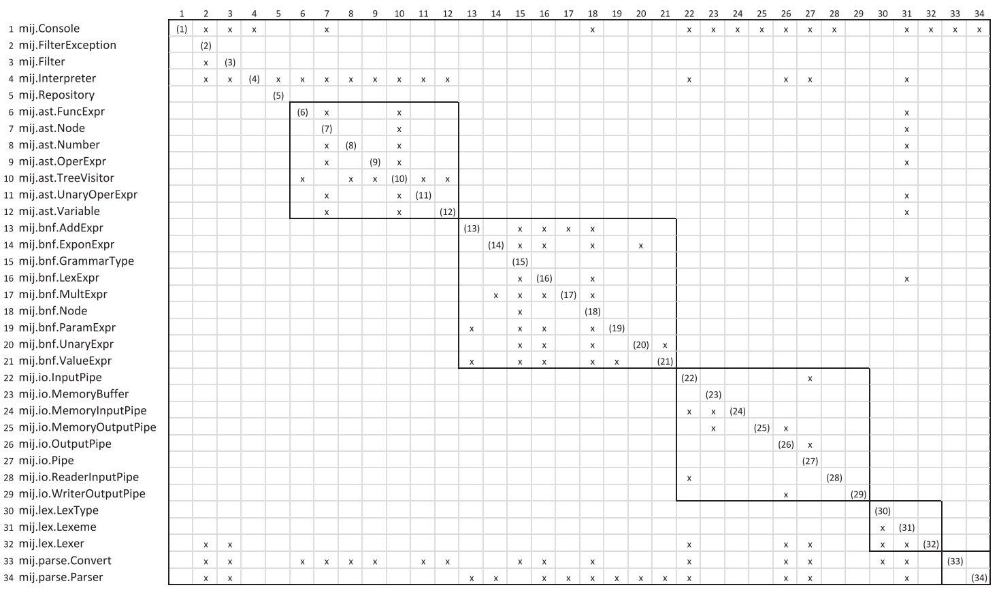 1 2 3 4 5 6 7 8 9 10 11 12 13 14 15 16 17 18 19 20 21 22 23 24 25 26 27 28 29 30 31 32 33 34
1 mij.Console (1) x x x x x x x x x x x x x x x x
2 mij.FilterException (2)
3 mij.Filter x (3)
4 mij.Interpreter x x (4) x x x x x x x x x x x x
5 mij.Repository (5)
6 mij.ast.FuncExpr (6) x x x
7 mij.ast.Node (7) x x
8 mij.ast.Number x (8) x x
9 mij.ast.OperExpr x (9) x x
10 mij.ast.TreeVisitor x x x (10) x x
11 mij.ast.UnaryOperExpr x x (11) x
12 mij.ast.Variable x x (12) x
13 mij.bnf.AddExpr (13) x x x x
14 mij.bnf.ExponExpr (14) x x x x
15 mij.bnf.GrammarType (15)
16 mij.bnf.LexExpr x (16) x x
17 mij.bnf.MultExpr x x x (17) x
18 mij.bnf.Node x (18)
19 mij.bnf.ParamExpr x x x x (19)
20 mij.bnf.UnaryExpr x x x (20) x
21 mij.bnf.ValueExpr x x x x x (21)
22 mij.io.InputPipe (22) x
23 mij.io.MemoryBuffer (23)
24 mij.io.MemoryInputPipe x x (24)
25 mij.io.MemoryOutputPipe x (25) x
26 mij.io.OutputPipe (26) x
27 mij.io.Pipe (27)
28 mij.io.ReaderInputPipe x (28)
29 mij.io.WriterOutputPipe x (29)
30 mij.lex.LexType (30)
31 mij.lex.Lexeme x (31)
32 mij.lex.Lexer x x x x x x x (32)
33 mij.parse.Convert x x x x x x x x x x x x x x x x (33)
34 mij.parse.Parser x x x x x x x x x x x x x x (34)